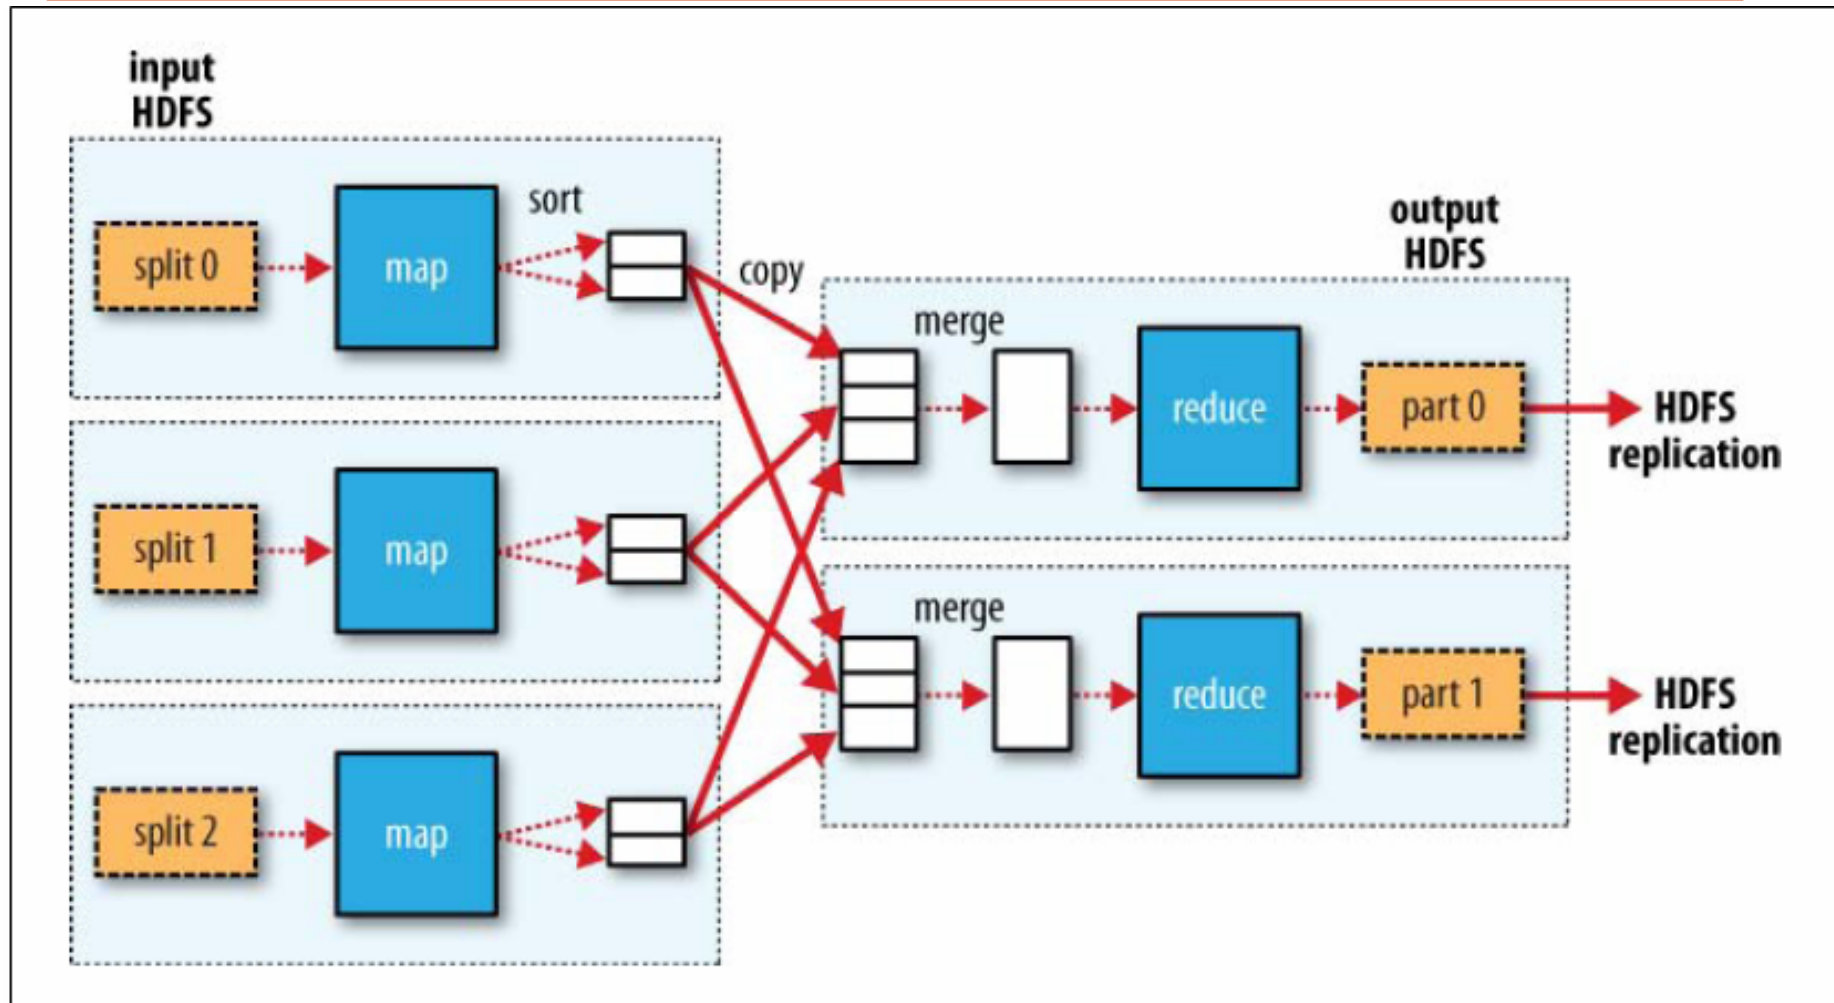 input
HDFS
sort
split 0
map
copy
output
HDFS
merge
reduce
part 0
HDFS
replication
split 1
map
merge
reduce
part 1
HDFS
replication
split 2
map